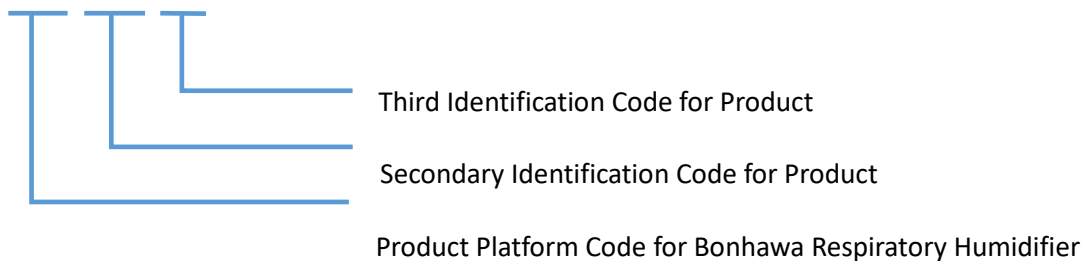 Third Identification Code for Product
Secondary Identification Code for Product
Product Platform Code for Bonhawa Respiratory Humidifier